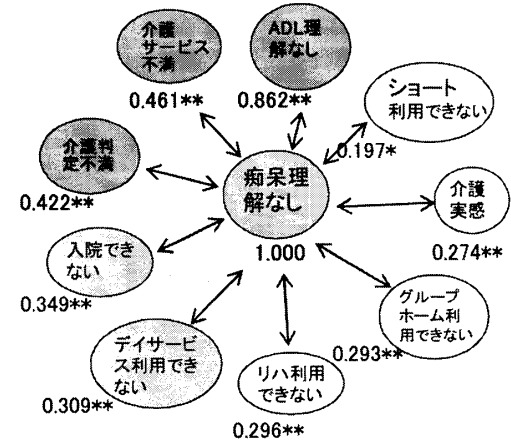 介護
サービス
不満
0.461**
ADL理
解なし
0.862**
ショート
利用できない
0.197*
介護判
定不満
0.422**
痴呆理
解なし
1.000
介護
実感
0.274**
入院でき
ない
0.349**
グループ
ホーム利
用できない
0.293**
デイサービ
ス利用でき
ない
0.309**
リハ利用
できない
0.296**